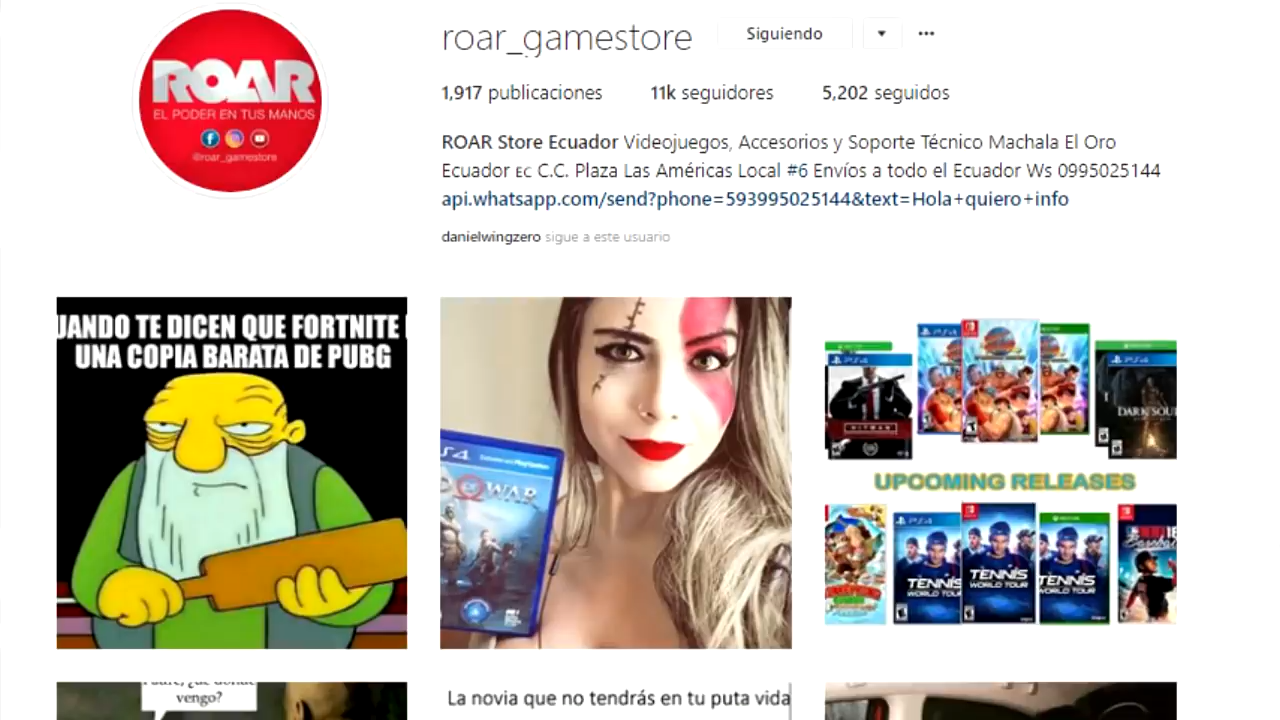 ROAR
EL PODER EN TUS MANOS
@roar_gamestore
roar_gamestore
Siguiendo
1,917 publicaciones 11k seguidores 5,202 seguidos
ROAR Store Ecuador Videojuegos, Accesorios y Soporte Técnico Machala El Oro
Ecuador EC C.C. Plaza Las Américas Local #6 Envíos a todo el Ecuador Ws 0995025144
api.whatsapp.com/send?phone=593995025144&text=Hola+quiero+info
danielwingzero sigue a este usuario
UANDO TE DICEN QUE FORTNITE
UNA COPIA BARATA DE PUBG
WAR
PS4
HITMAN
PS4
DARK SOU
UPCOMING RELEASES
PS4
TENNIS
WORLD TOUR
TENNIS
WORLD TOUR
TENNIS
WORLD TOUR
vengo?
La novia que no tendrás en tu puta vida